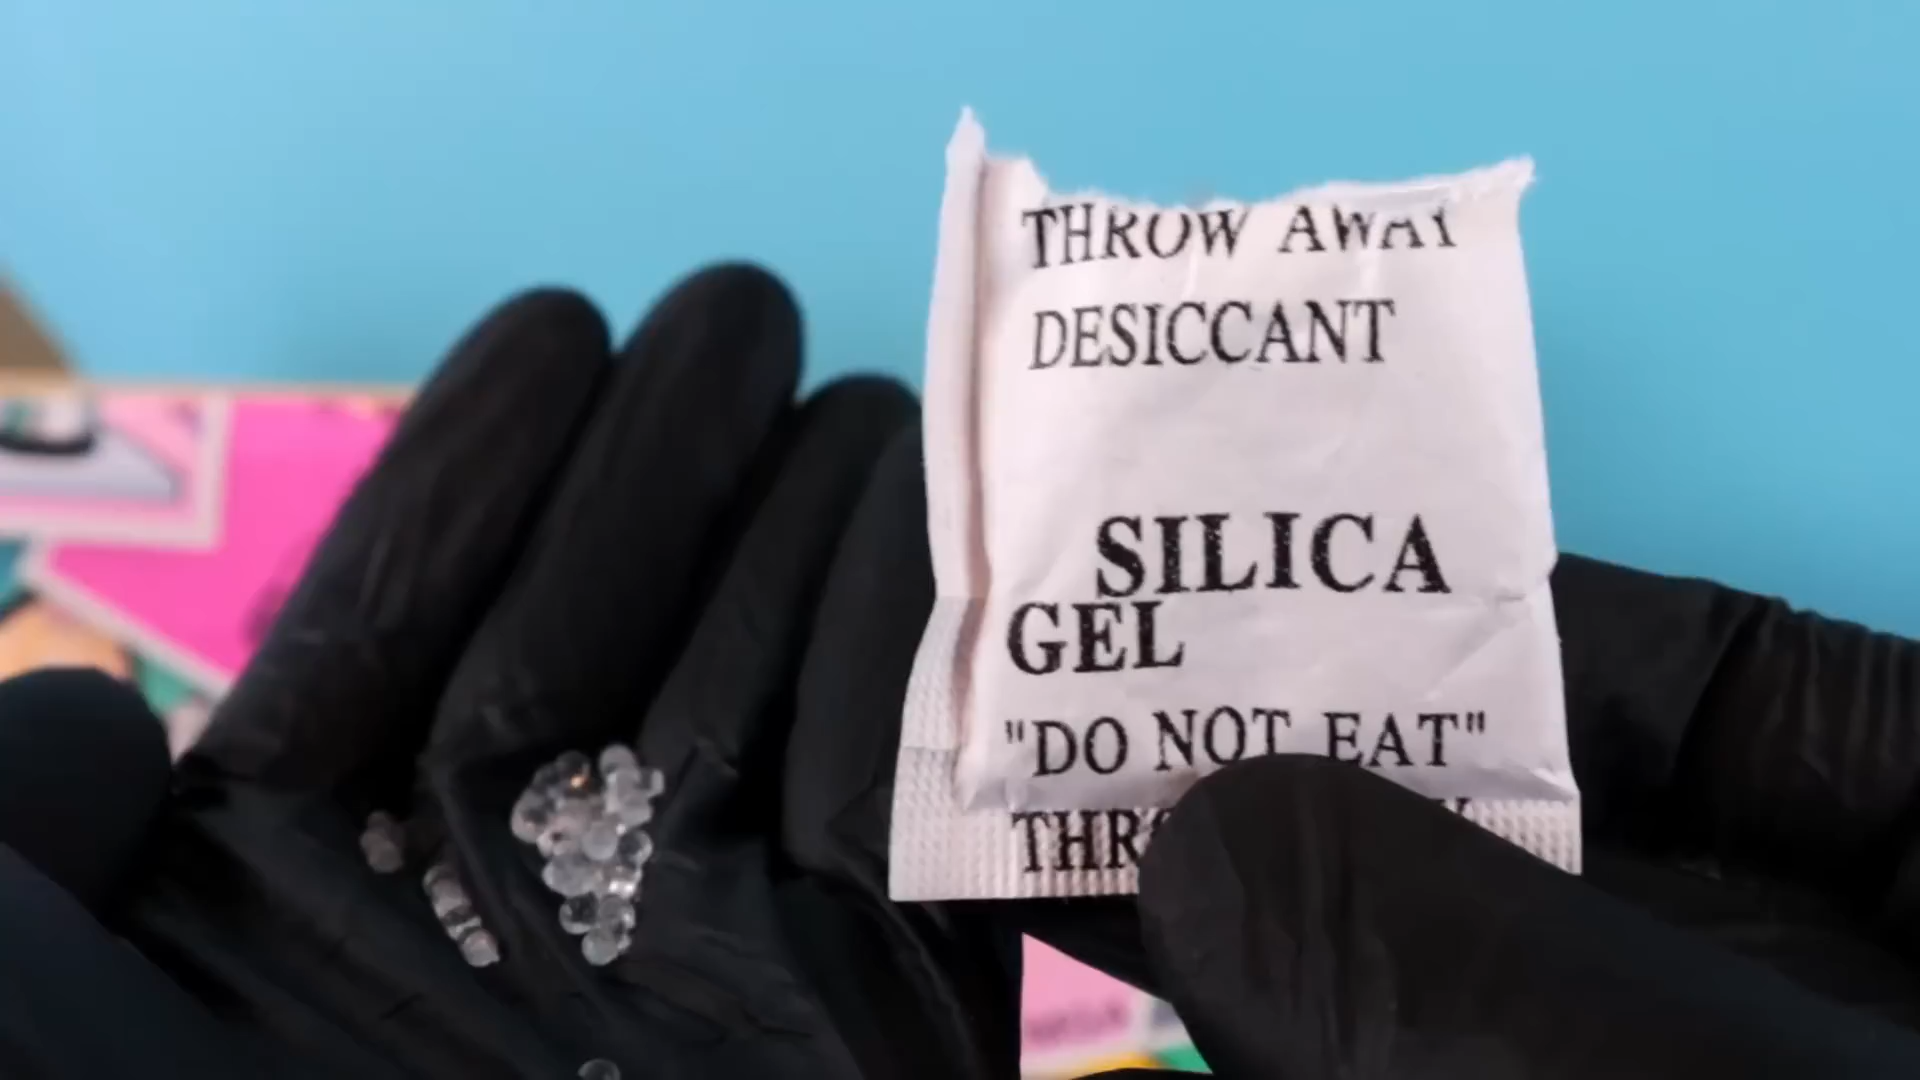 THROW AWAY
DESICCANT
SILICA
GEL
"DO NOT EAT"